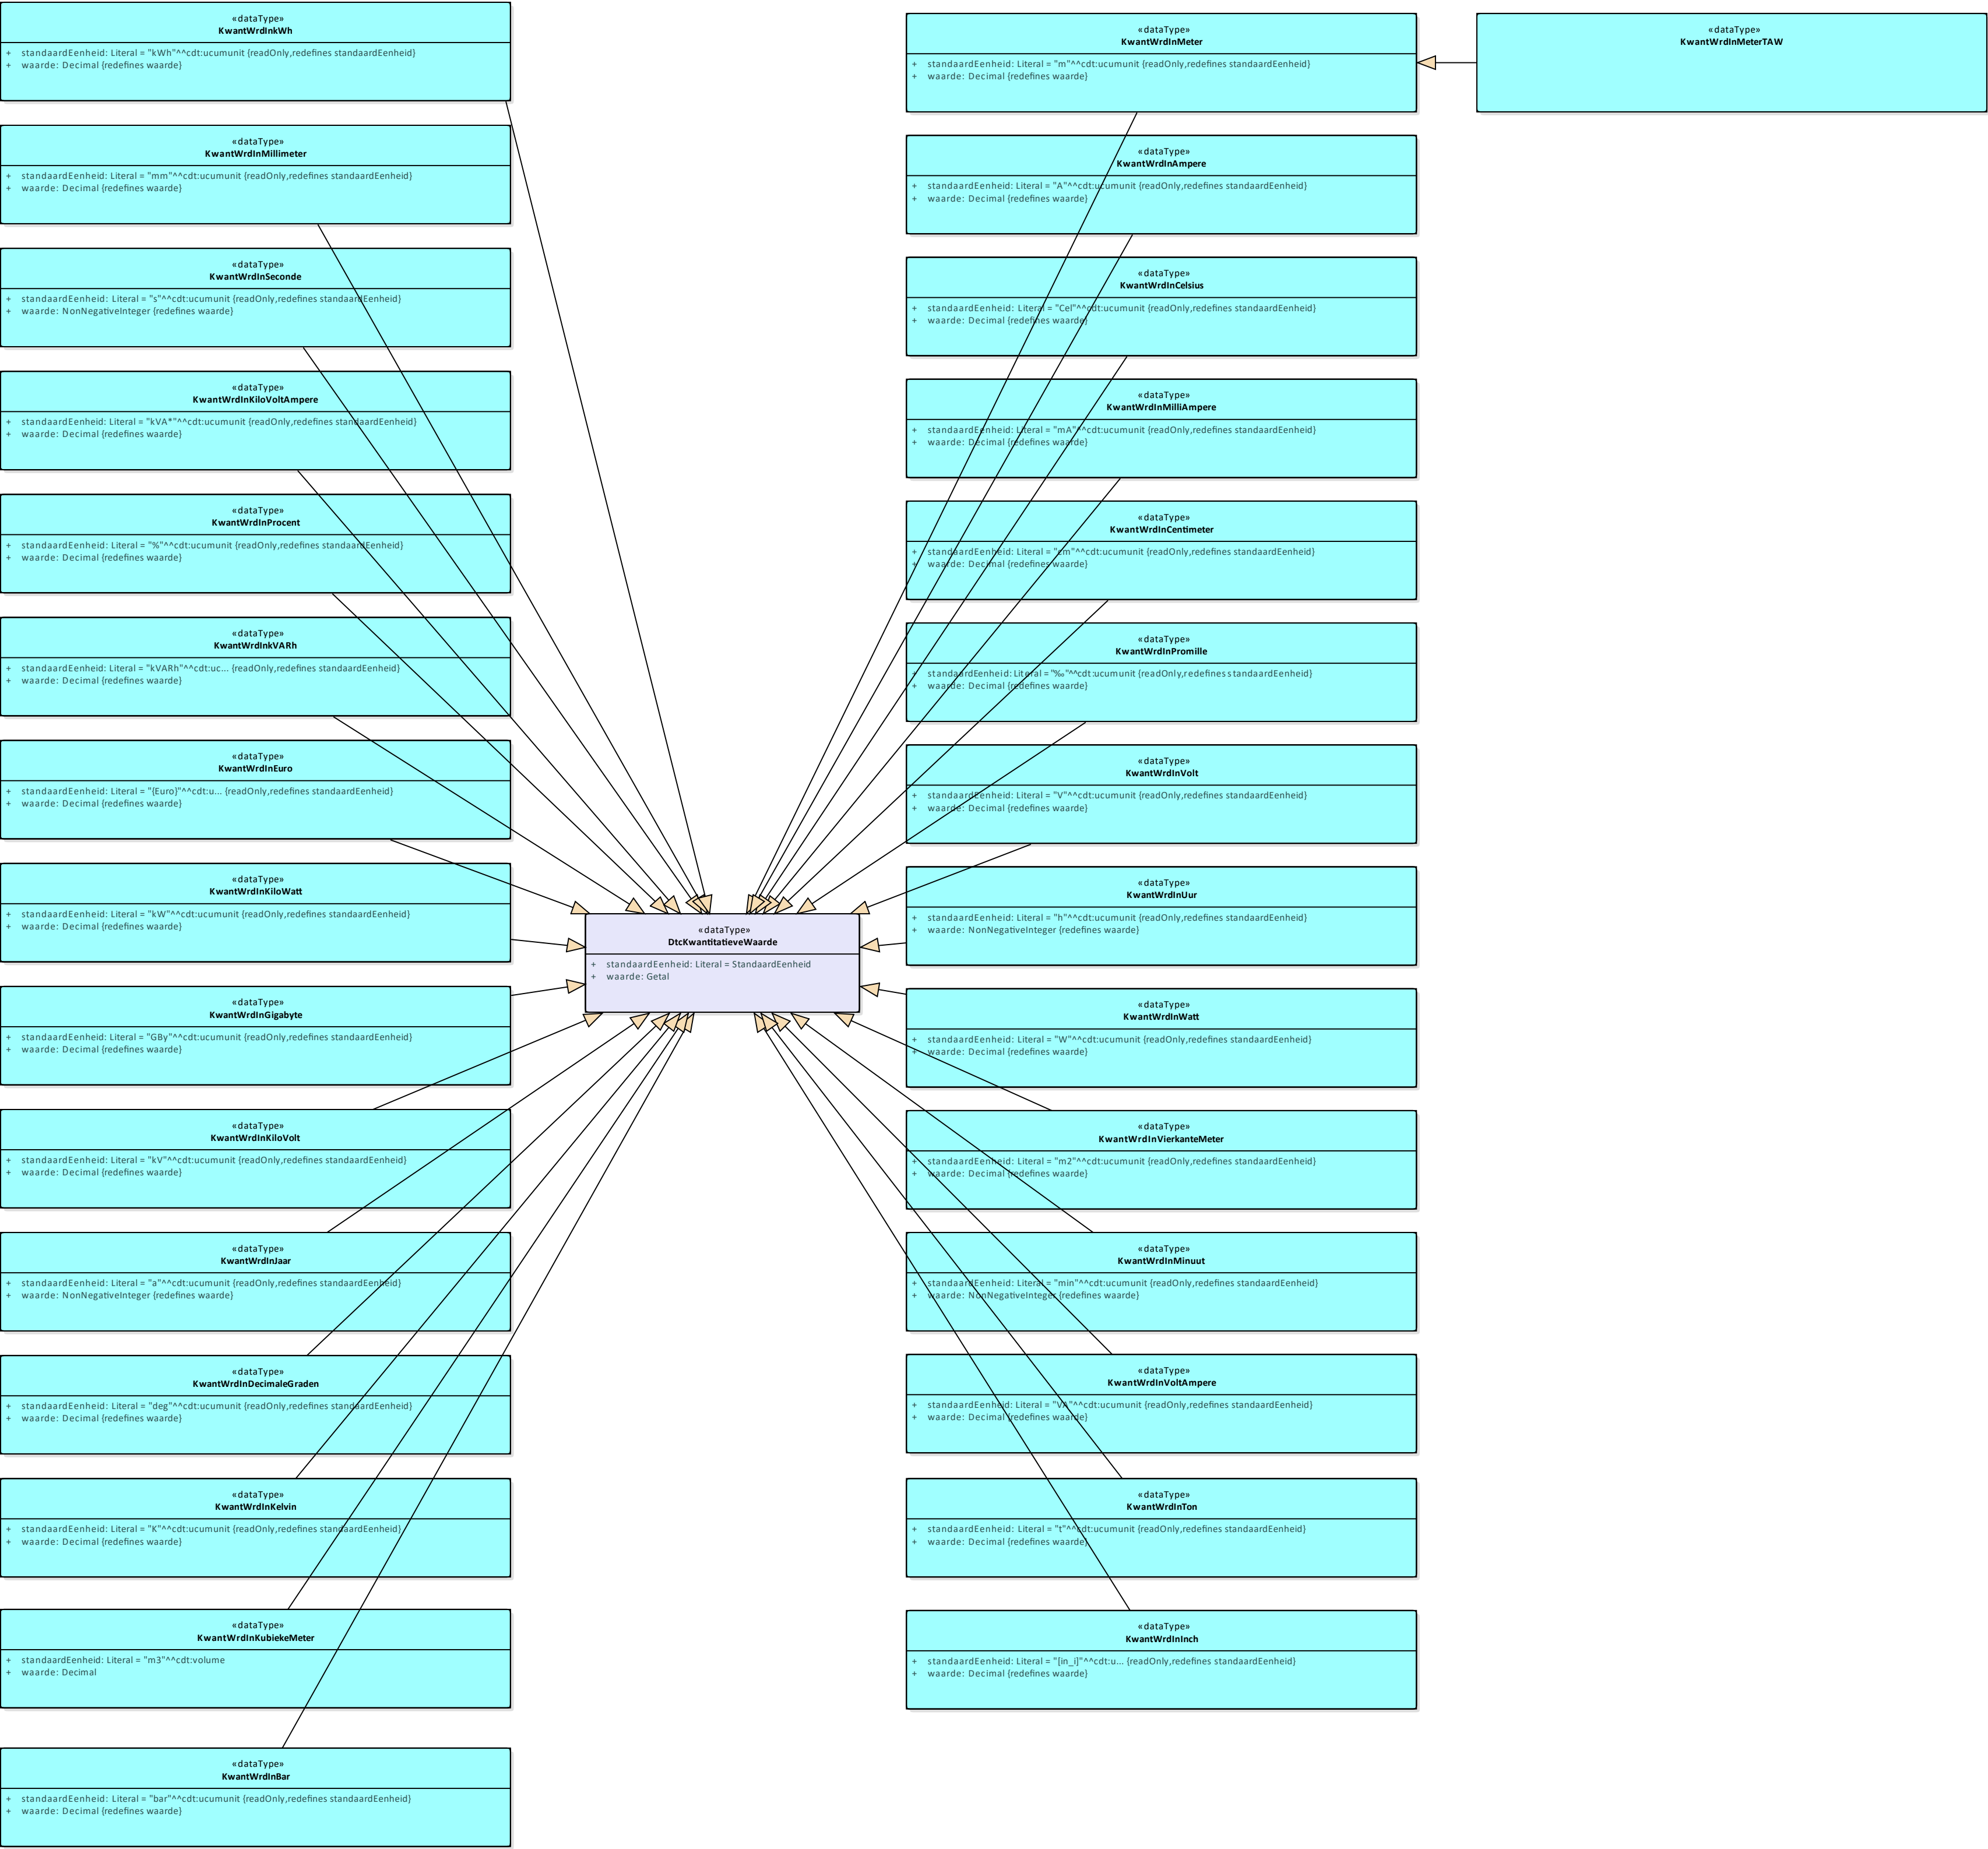 «dataType»
KwantWrdInkWh
+ standaardEenheid: Literal = "kWh"^^cdt:ucumunit {readOnly,redefines standaardEenheid}
+ waarde: Decimal {redefines waarde}
«dataType»
KwantWrdInMillimeter
+ standaardEenheid: Literal = "mm"^^cdt:ucumunit {readOnly,redefines standaardEenheid}
+ waarde: Decimal {redefines waarde}
«dataType»
KwantWrdInSeconde
+ standaardEenheid: Literal = "s"^^cdt:ucumunit {readOnly,redefines standaardEenheid}
+ waarde: NonNegativeInteger {redefines waarde}
«dataType»
KwantWrdInKiloVoltAmpere
+ standaardEenheid: Literal = "kVA*"^^cdt:ucumunit {readOnly,redefines standaardEenheid}
+ waarde: Decimal {redefines waarde}
«dataType»
KwantWrdInProcent
+ standaardEenheid: Literal = "%"^^cdt:ucumunit {readOnly,redefines standaardEenheid}
+ waarde: Decimal {redefines waarde}
«dataType»
KwantWrdInkVARh
+ standaardEenheid: Literal = "kVARh"^^cdt:uc... {readOnly,redefines standaardEenheid}
+ waarde: Decimal {redefines waarde}
«dataType»
KwantWrdInEuro
+ standaardEenheid: Literal = "{Euro}"^^cdt:u... {readOnly,redefines standaardEenheid}
+ waarde: Decimal {redefines waarde}
«dataType»
KwantWrdInKiloWatt
+ standaardEenheid: Literal = "kW"^^cdt:ucumunit {readOnly,redefines standaardEenheid}
+ waarde: Decimal {redefines waarde}
«dataType»
KwantWrdInGigabyte
+ standaardEenheid: Literal = "GBy"^^cdt:ucumunit {readOnly,redefines standaardEenheid}
+ waarde: Decimal {redefines waarde}
«dataType»
KwantWrdInKiloVolt
+ standaardEenheid: Literal = "kV"^^cdt:ucumunit {readOnly,redefines standaardEenheid}
+ waarde: Decimal {redefines waarde}
«dataType»
KwantWrdInJaar
+ standaardEenheid: Literal = "a"^^cdt:ucumunit {readOnly,redefines standaardEenheid}
+ waarde: NonNegativeInteger {redefines waarde}
«dataType»
KwantWrdInDecimaleGraden
+ standaardEenheid: Literal = "deg"^^cdt:ucumunit {readOnly,redefines standaardEenheid}
+ waarde: Decimal {redefines waarde}
«dataType»
KwantWrdInKelvin
+ standaardEenheid: Literal = "K"^^cdt:ucumunit {readOnly,redefines standaardEenheid}
+ waarde: Decimal {redefines waarde}
«dataType»
KwantWrdInKubiekeMeter
+ standaardEenheid: Literal = "m3"^^cdt:volume
+ waarde: Decimal
«dataType»
KwantWrdInBar
+ standaardEenheid: Literal = "bar"^^cdt:ucumunit {readOnly,redefines standaardEenheid}
+ waarde: Decimal {redefines waarde}
«dataType»
DtcKwantitatieveWaarde
+ standaardEenheid: Literal = StandaardEenheid
+ waarde: Getal
«dataType»
KwantWrdInMeter
+ standaardEenheid: Literal = "m"^^cdt:ucumunit {readOnly,redefines standaardEenheid}
+ waarde: Decimal {redefines waarde}
«dataType»
KwantWrdInAmpere
+ standaardEenheid: Literal = "A"^^cdt:ucumunit {readOnly,redefines standaardEenheid}
+ waarde: Decimal {redefines waarde}
«dataType»
KwantWrdInCelsius
+ standaardEenheid: Literal = "Cel"^^cdt:ucumunit {readOnly,redefines standaardEenheid}
+ waarde: Decimal {redefines waarde}
«dataType»
KwantWrdInMilliAmpere
+ standaardEenheid: Literal = "mA"^^cdt:ucumunit {readOnly,redefines standaardEenheid}
+ waarde: Decimal {redefines waarde}
«dataType»
KwantWrdInCentimeter
+ standaardEenheid: Literal = "cm"^^cdt:ucumunit {readOnly,redefines standaardEenheid}
+ waarde: Decimal {redefines waarde}
«dataType»
KwantWrdInPromille
+ standaardEenheid: Literal = "‰"^^cdt:ucumunit {readOnly,redefines standaardEenheid}
+ waarde: Decimal {redefines waarde}
«dataType»
KwantWrdInVolt
+ standaardEenheid: Literal = "V"^^cdt:ucumunit {readOnly,redefines standaardEenheid}
+ waarde: Decimal {redefines waarde}
«dataType»
KwantWrdInUur
+ standaardEenheid: Literal = "h"^^cdt:ucumunit {readOnly,redefines standaardEenheid}
+ waarde: NonNegativeInteger {redefines waarde}
«dataType»
KwantWrdInWatt
+ standaardEenheid: Literal = "W"^^cdt:ucumunit {readOnly,redefines standaardEenheid}
+ waarde: Decimal {redefines waarde}
«dataType»
KwantWrdInVierkanteMeter
+ standaardEenheid: Literal = "m2"^^cdt:ucumunit {readOnly,redefines standaardEenheid}
+ waarde: Decimal {redefines waarde}
«dataType»
KwantWrdInMinuut
+ standaardEenheid: Literal = "min"^^cdt:ucumunit {readOnly,redefines standaardEenheid}
+ waarde: NonNegativeInteger {redefines waarde}
«dataType»
KwantWrdInVoltAmpere
+ standaardEenheid: Literal = "VA"^^cdt:ucumunit {readOnly,redefines standaardEenheid}
+ waarde: Decimal {redefines waarde}
«dataType»
KwantWrdInTon
+ standaardEenheid: Literal = "t"^^cdt:ucumunit {readOnly,redefines standaardEenheid}
+ waarde: Decimal {redefines waarde}
«dataType»
KwantWrdInInch
+ standaardEenheid: Literal = "[in_i]"^^cdt:u... {readOnly,redefines standaardEenheid}
+ waarde: Decimal {redefines waarde}
«dataType»
KwantWrdInMeterTAW